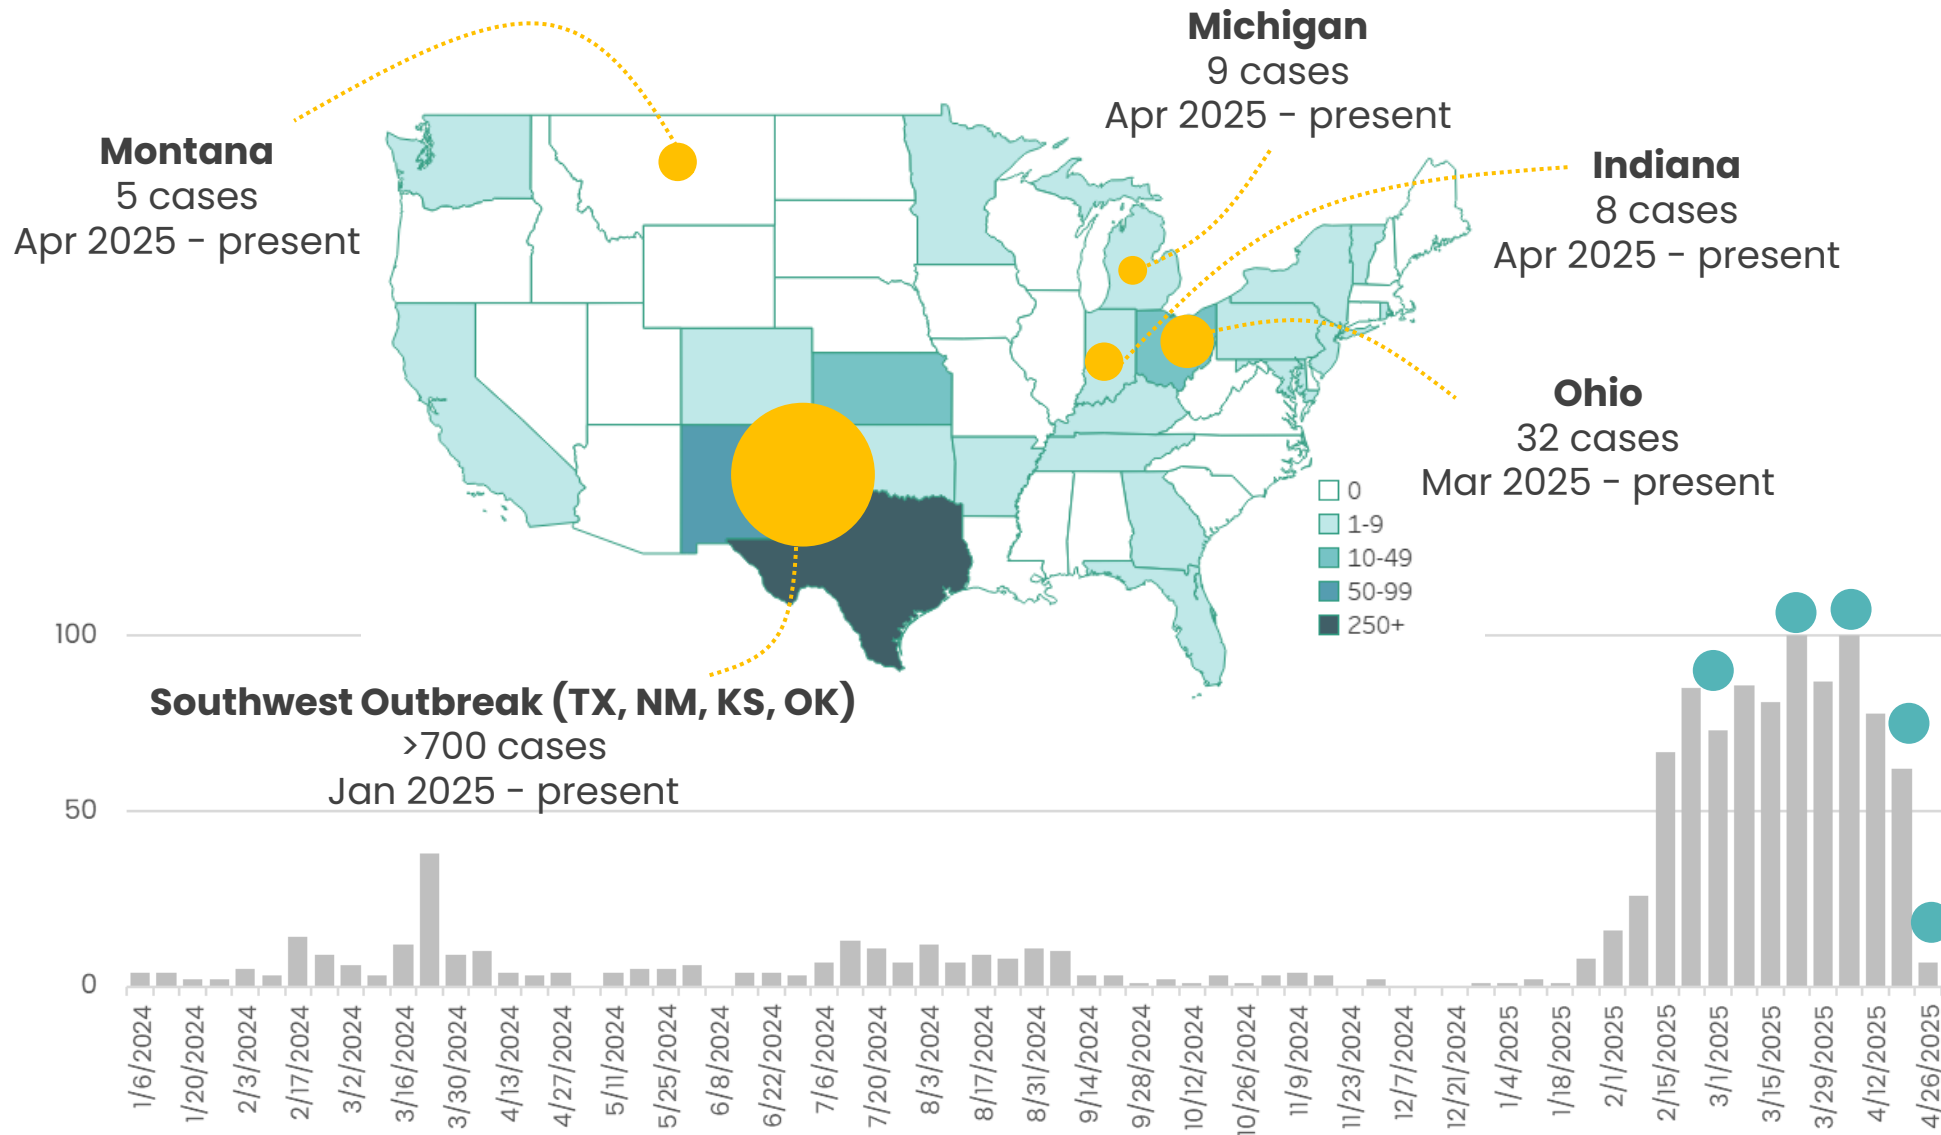 Michigan
9 cases
Apr 2025 - present
Montana
5 cases
Apr 2025 - present
Indiana
8 cases
Apr 2025 - present
Ohio
32 cases
Mar 2025 - present
0
1-9
10-49
50-99
250+
Southwest Outbreak (TX, NM, KS, OK)
>700 cases
Jan 2025 - present
100
50
0
1/6/2024
1/20/2024
2/3/2024
2/17/2024
3/2/2024
3/16/2024
3/30/2024
4/13/2024
4/27/2024
5/11/2024
5/25/2024
6/8/2024
6/22/2024
7/6/2024
7/20/2024
8/3/2024
8/17/2024
8/31/2024
9/14/2024
9/28/2024
10/12/2024
10/26/2024
11/9/2024
11/23/2024
12/7/2024
12/21/2024
1/4/2025
1/18/2025
2/1/2025
2/15/2025
3/1/2025
3/15/2025
3/29/2025
4/12/2025
4/26/2025